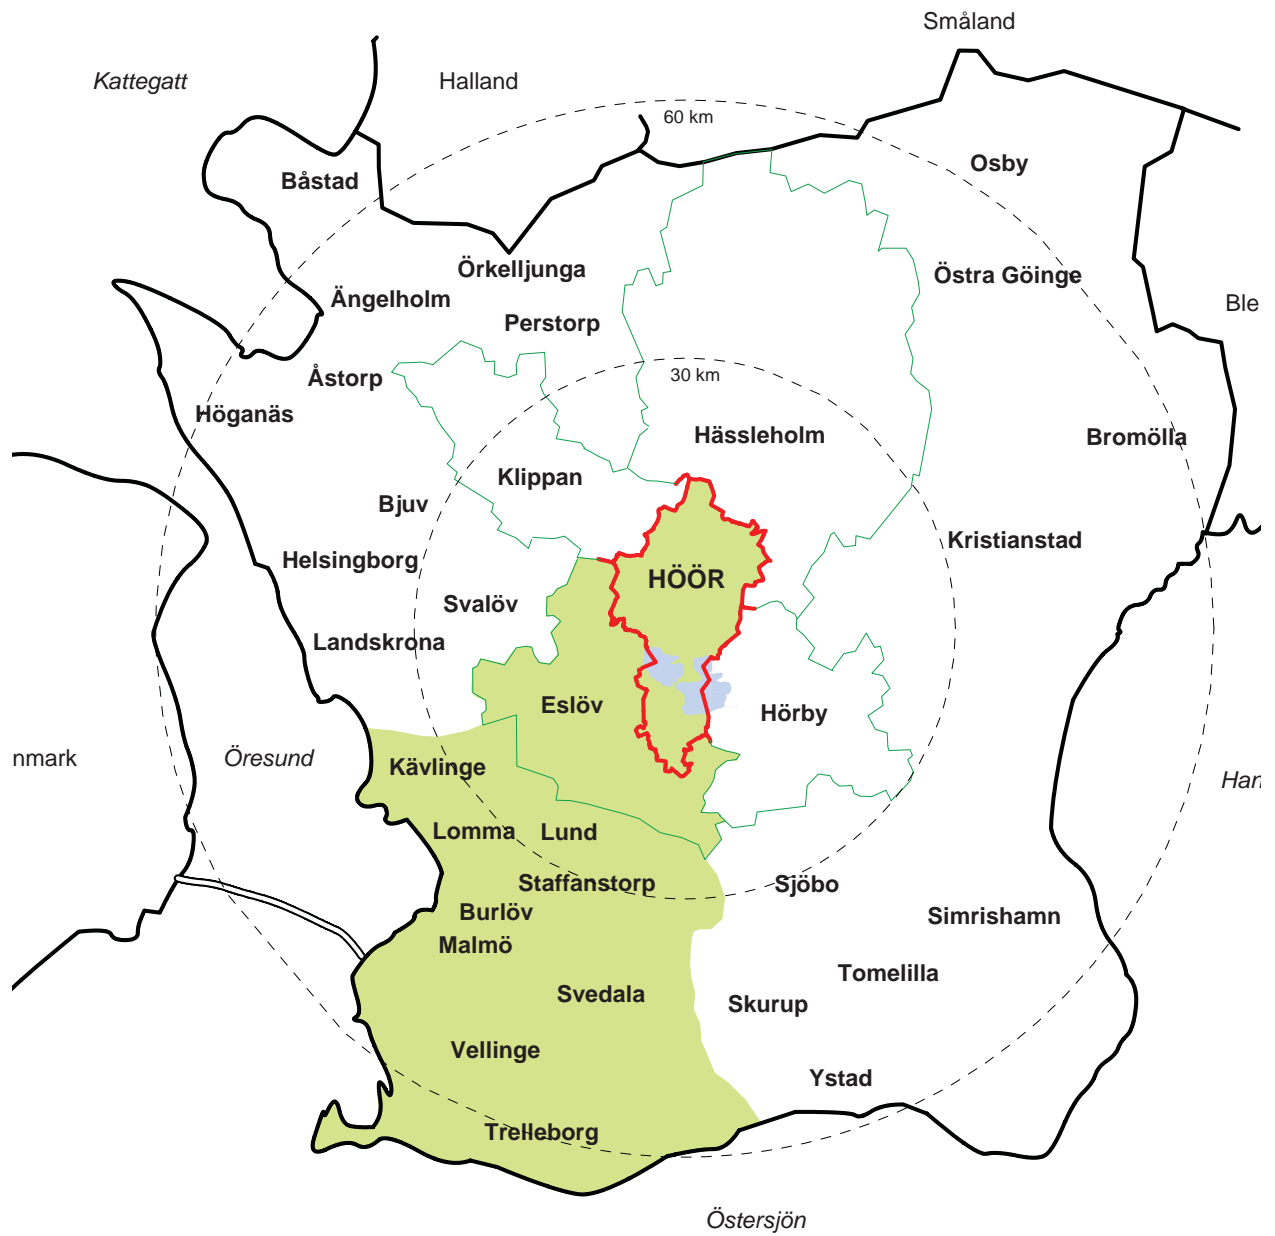 Småland
Kattegatt
Halland
60 km
Osby
Båstad
Örkelljunga
Östra Göinge
Ängelholm
Ble
Perstorp
Åstorp
30 km
Höganäs
Hässleholm
Bromölla
Klippan
Bjuv
Kristianstad
Helsingborg
HÖÖR
Svalöv
Landskrona
Eslöv
Hörby
nmark
Öresund
Kävlinge
Han
Lomma
Lund
Staffanstorp
Sjöbo
Burlöv
Simrishamn
Malmö
Tomelilla
Svedala
Skurup
Vellinge
Ystad
Trelleborg
Östersjön